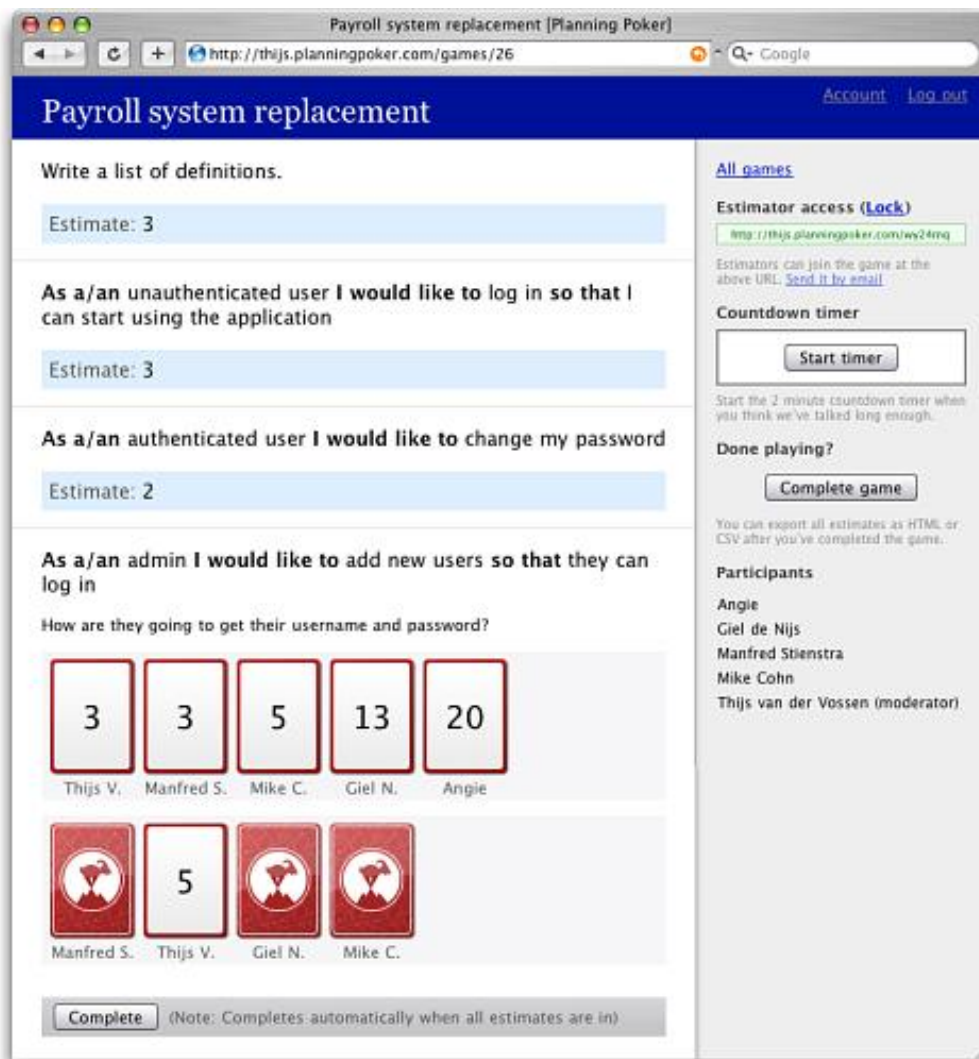 Payroll system replacement [Planning Poker]
http://thijs.planningpoker.com/games/26
Google
Payroll system replacement
Account Log out
Write a list of definitions.
Estimate: 3
As a/an unauthenticated user I would like to log in so that I
can start using the application
Estimate: 3
As a/an authenticated user I would like to change my password
Estimate: 2
As a/an admin I would like to add new users so that they can
log in
How are they going to get their username and password?
3 3 5 13 20
Thijs V. Manfred S. Mike C. Giel N. Angie
5
Manfred S. Thijs V. Giel N. Mike C.
Complete (Note: Completes automatically when all estimates are in)
All games
Estimator access (Lock)
http://thijs.planningpoker.com/wy24mq
Estimators can join the game at the
above URL. Send it by email
Countdown timer
Start timer
Start the 2 minute countdown timer when
you think we've talked long enough.
Done playing?
Complete game
You can export all estimates as HTML or
CSV after you've completed the game.
Participants
Angie
Giel de Nijs
Manfred Stienstra
Mike Cohn
Thijs van der Vossen (moderator)